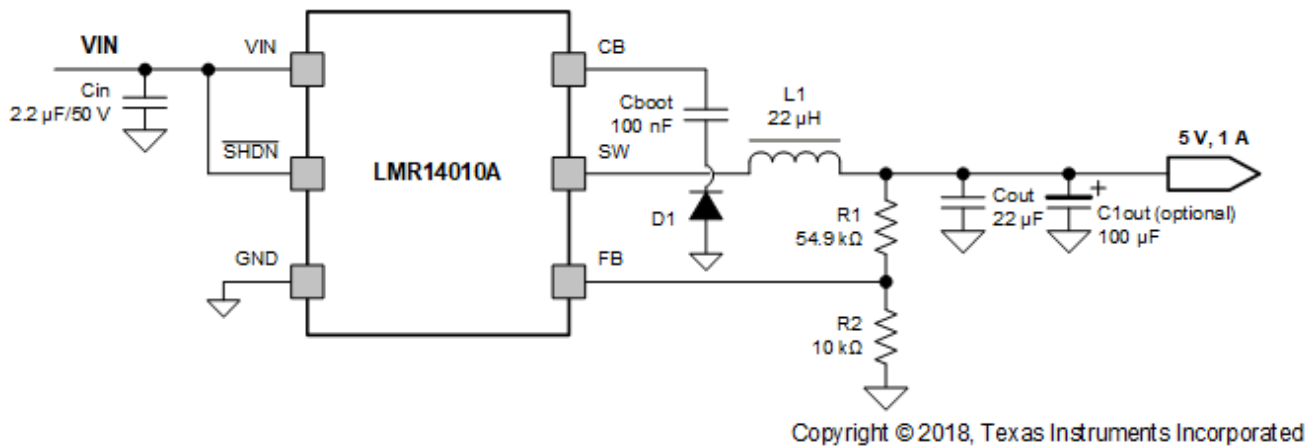 VIN
VIN
Cin
2.2 µF/50 V
SHDN
GND
LMR14010A
CB
Cboot
100 nF
SW
D1
FB
L1
22 µH
R1
54.9 kΩ
R2
10 kΩ
Cout
22 µF
+
C1out (optional)
100 µF
5 V, 1 A
Copyright © 2018, Texas Instruments Incorporated